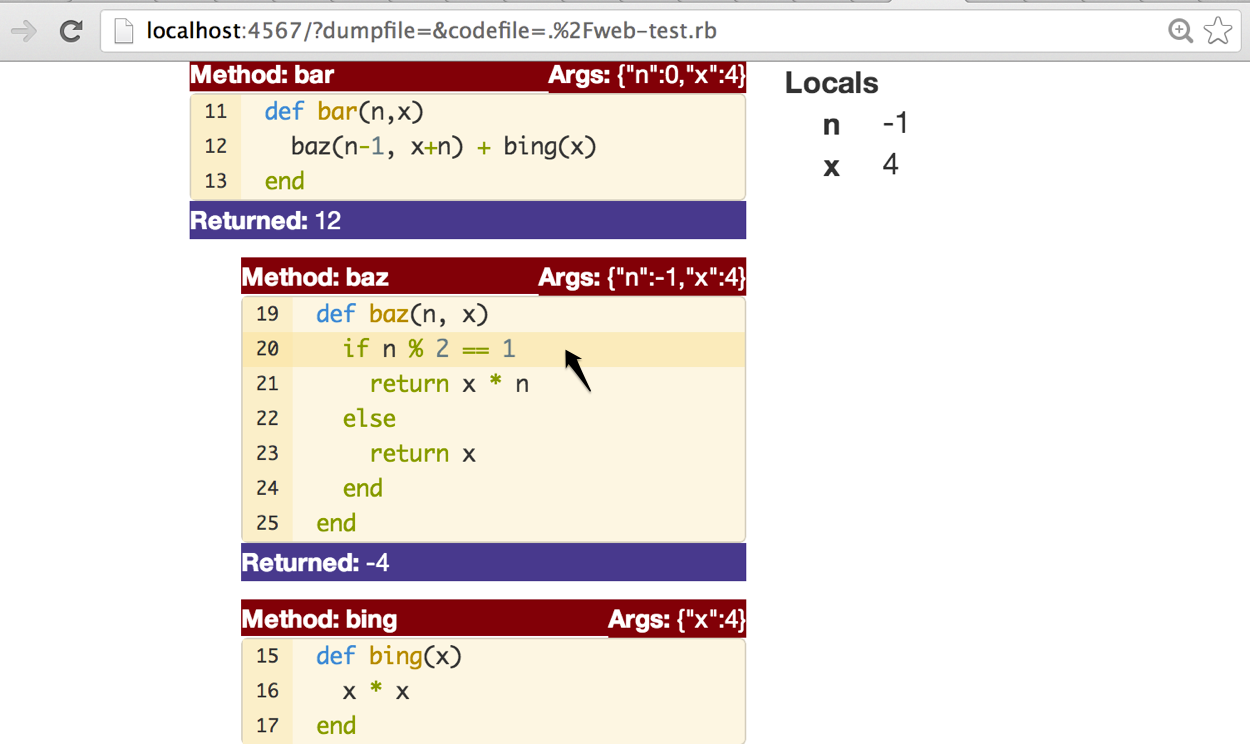 localhost:4567/?dumpfile=&codefile=.%2Fweb-test.rb
Method: bar Args: {"n":0,"x":4}
11 def bar(n,x)
12 baz(n-1, x+n) + bing(x)
13 end
Returned: 12
Method: baz Args: {"n":-1,"x":4}
19 def baz(n, x)
20 if n % 2 == 1
21 return x * n
22 else
23 return x
24 end
25 end
Returned: -4
Method: bing Args: {"x":4}
15 def bing(x)
16 x * x
17 end
Locals
n -1
x 4